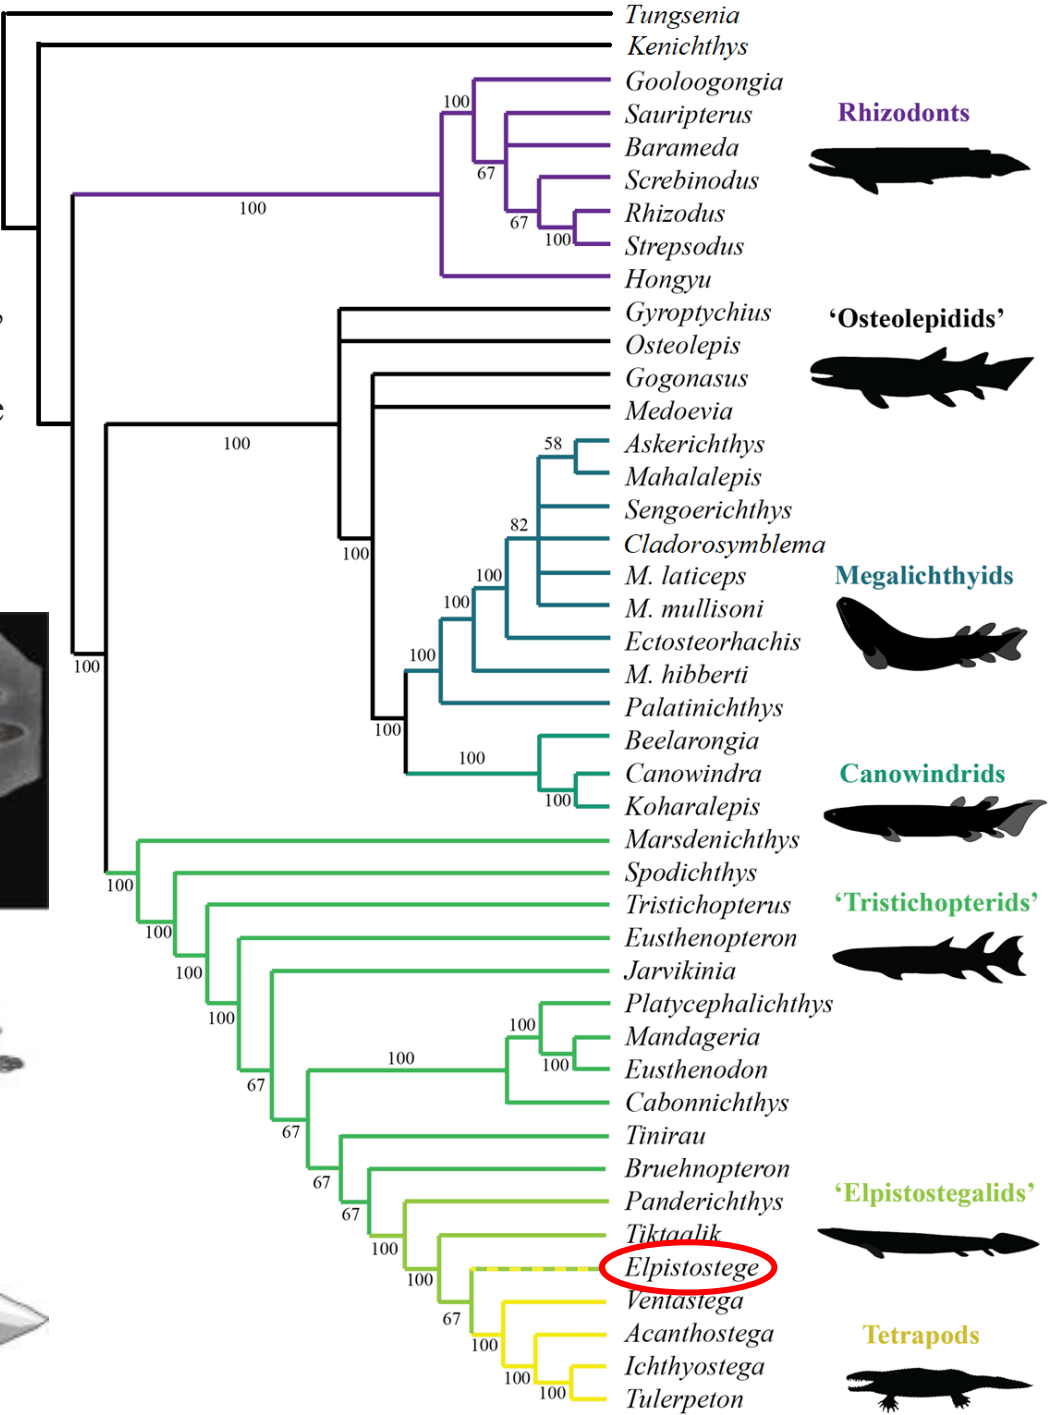 Tungsenia
Kenichthys
Gooloogongia
100
Sauripterus
Rhizodonts
Barameda
67
Screbinodus
100
Rhizodus
67
100
Strepsodus
Hongyu
Gyroptychius
‘Osteolepidids’
Osteolepis
Gogonasus
Medoevia
100
58
Askerichthys
Mahalalepis
Sengoerichthys
82
Cladorosymblema
100
100
M. laticeps
Megalichthyids
100
M. mullisoni
Ectosteorhachis
100
100
M. hibberti
Palatinichthys
100
Beelarongia
100
Canowindra
Canowindrids
100
Koharalepis
Marsdenichthys
100
Spodichthys
Tristichopterus
‘Tristichopterids’
100
Eusthenopteron
100
Jarvikinia
Platycephalichthys
100
100
Mandageria
100
100
Eusthenodon
67
Cabonnichthys
67
Tinirau
Bruehnopteron
67
Panderichthys
‘Elpistostegalids’
67
Tiktaalik
100
Elpistostege
100
Ventastega
67
Acanthostega
Tetrapods
100
Ichthyostega
100
100
Tulerpeton